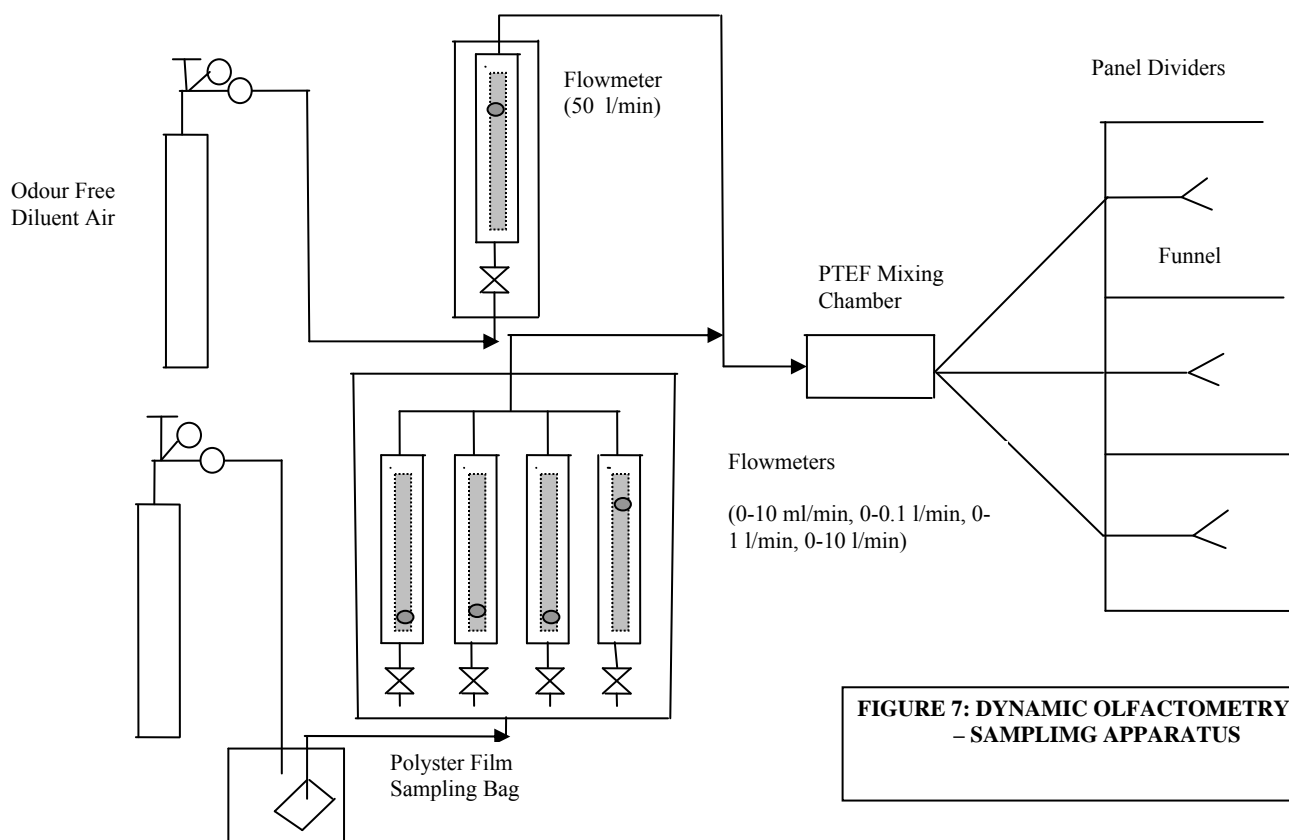 Flowmeter
(50 l/min)
Panel Dividers
Odour Free
Diluent Air
Funnel
PTEF Mixing
Chamber
Flowmeters
(0-10 ml/min, 0-0.1 l/min, 0-
1 l/min, 0-10 l/min)
Polyster Film
Sampling Bag
FIGURE 7: DYNAMIC OLFACTOMETRY
– SAMPLIMG APPARATUS